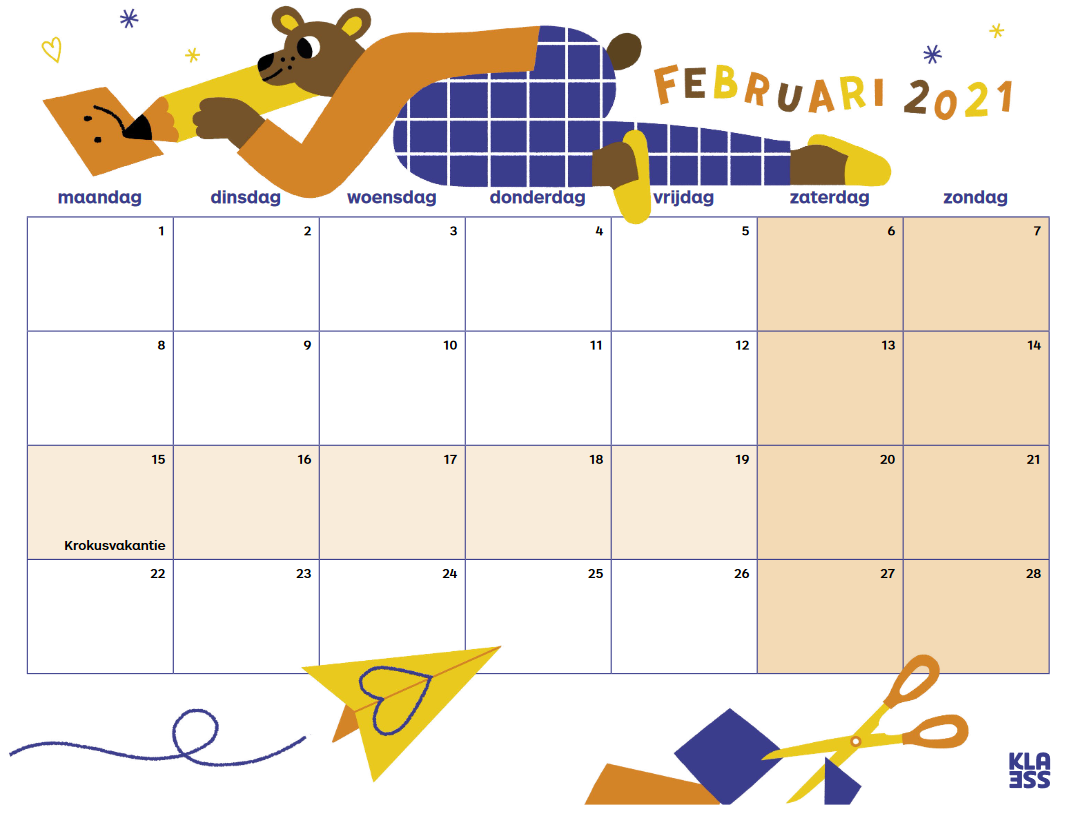 FEBRUARI 2021
maandag dinsdag woensdag donderdag vrijdag zaterdag zondag
1 2 3 4 5 6 7
8 9 10 11 12 13 14
15 16 17 18 19 20 21
Krokusvakantie
22 23 24 25 26 27 28
KLA
ESS